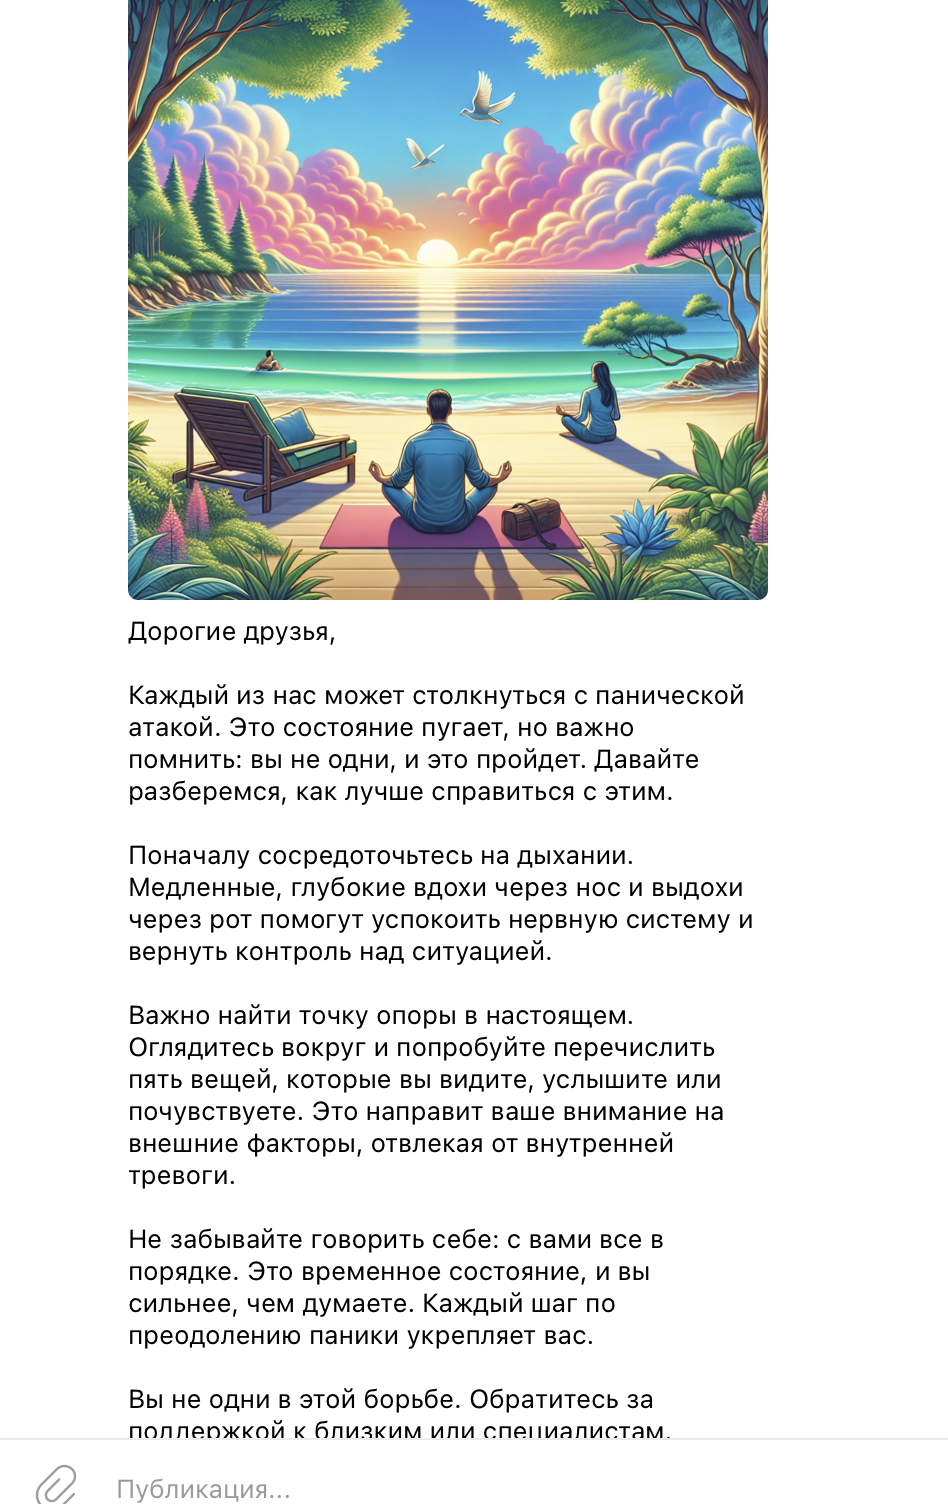 Дорогие друзья,
Каждый из нас может столкнуться с панической
атакой. Это состояние пугает, но важно
помнить: вы не одни, и это пройдет. Давайте
разберемся, как лучше справиться с этим.
Поначалу сосредоточьтесь на дыхании.
Медленные, глубокие вдохи через нос и выдохи
через рот помогут успокоить нервную систему и
вернуть контроль над ситуацией.
Важно найти точку опоры в настоящем.
Оглядитесь вокруг и попробуйте перечислить
пять вещей, которые вы видите, услышите или
почувствуете. Это направит ваше внимание на
внешние факторы, отвлекая от внутренней
тревоги.
Не забывайте говорить себе: с вами все в
порядке. Это временное состояние, и вы
сильнее, чем думаете. Каждый шаг по
преодолению паники укрепляет вас.
Вы не одни в этой борьбе. Обратитесь за
поддержкой к близким или специалистам.
Публикация...